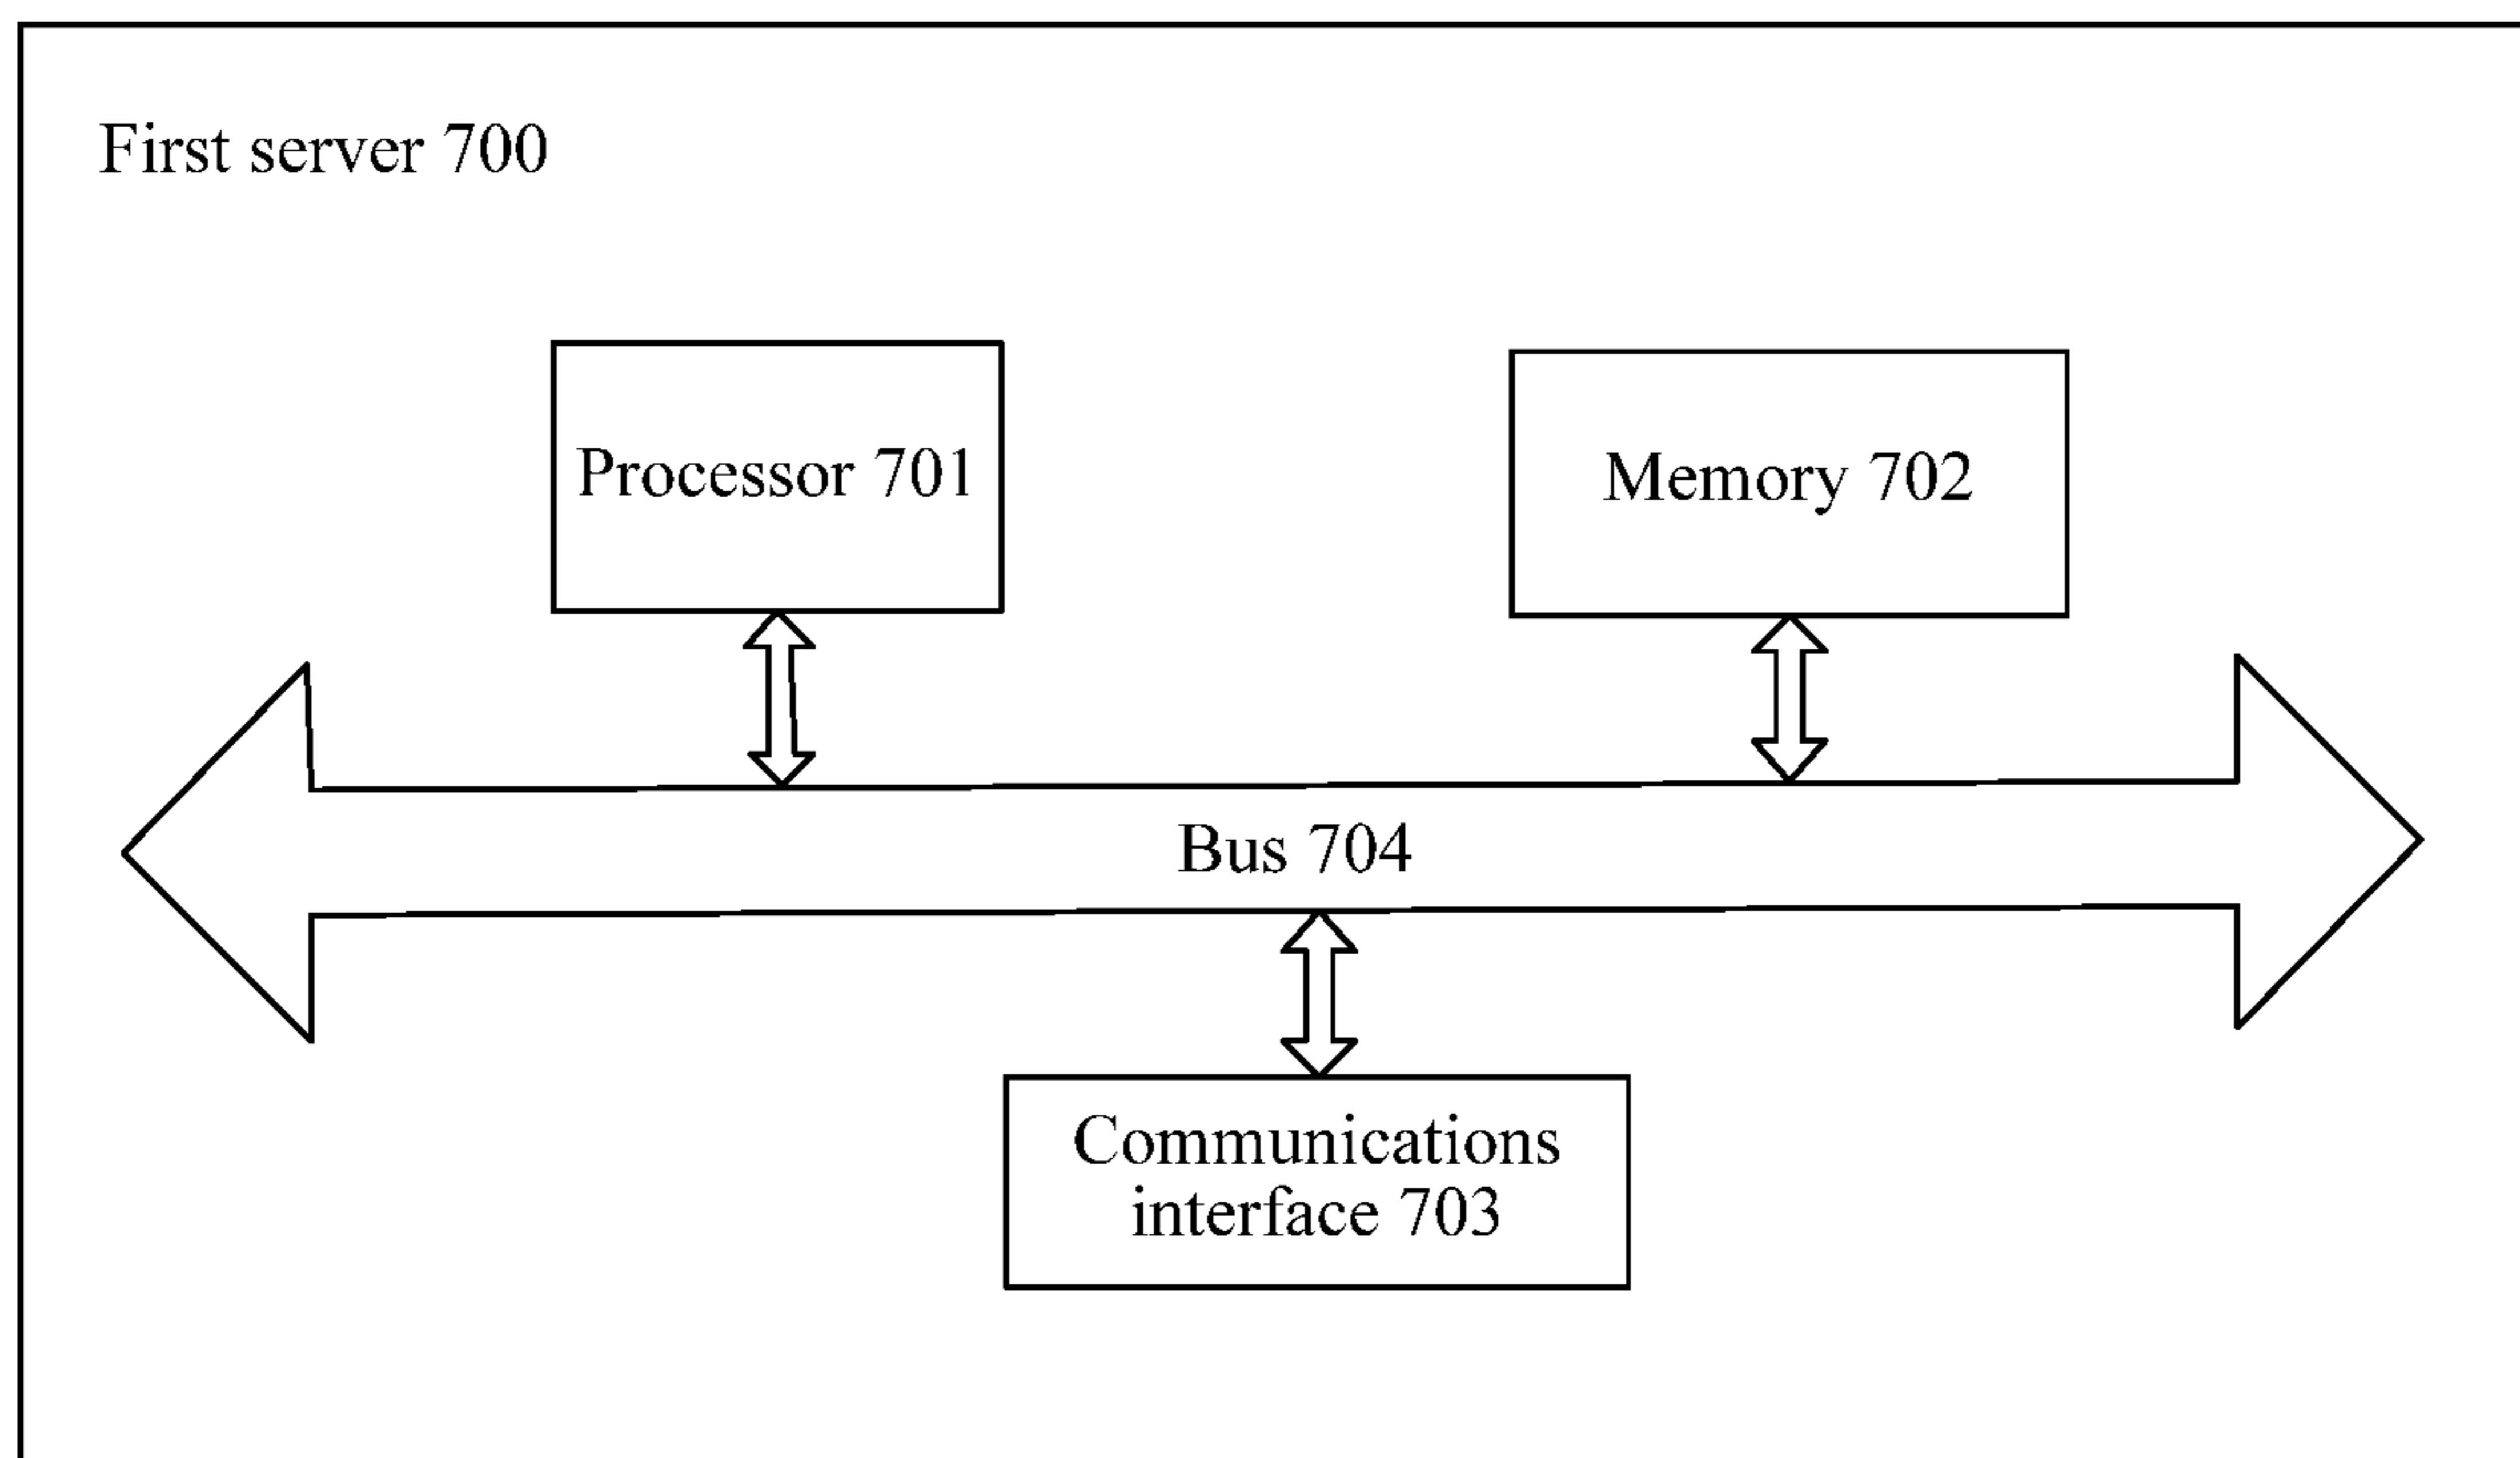 First server 700
Processor 701
Memory 702
Bus 704
Communications
interface 703